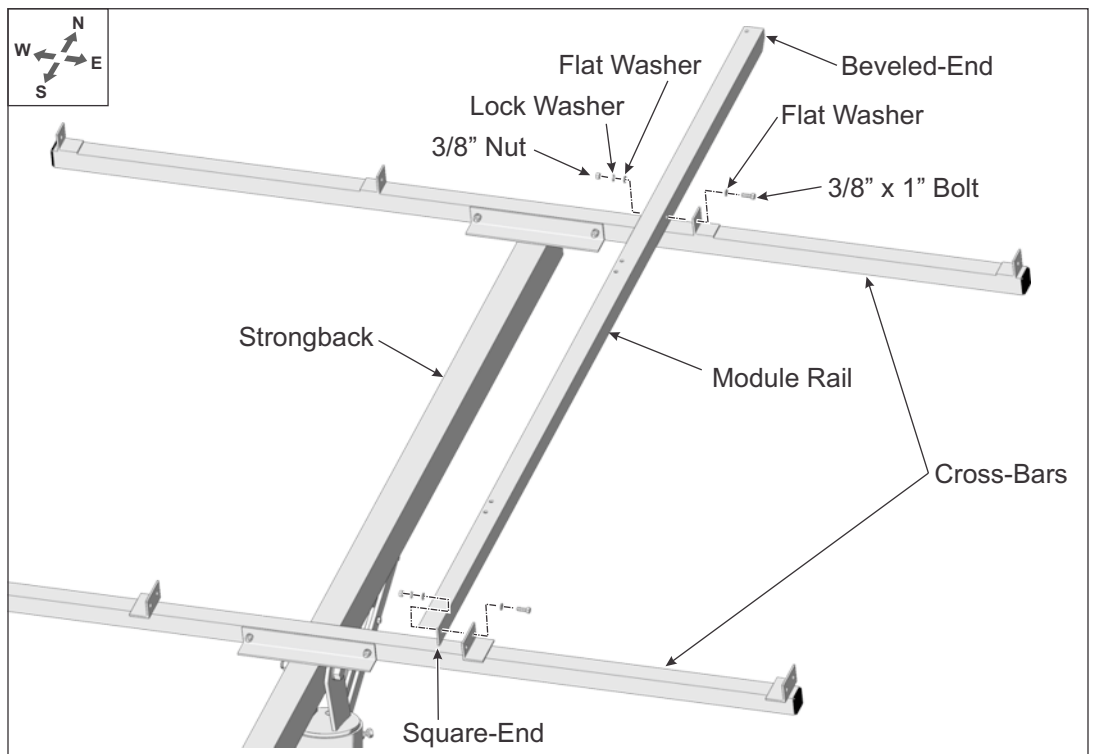 N
W
E
S
Flat Washer
Beveled-End
Lock Washer
Flat Washer
3/8” Nut
3/8” x 1” Bolt
Strongback
Module Rail
Cross-Bars
Square-End